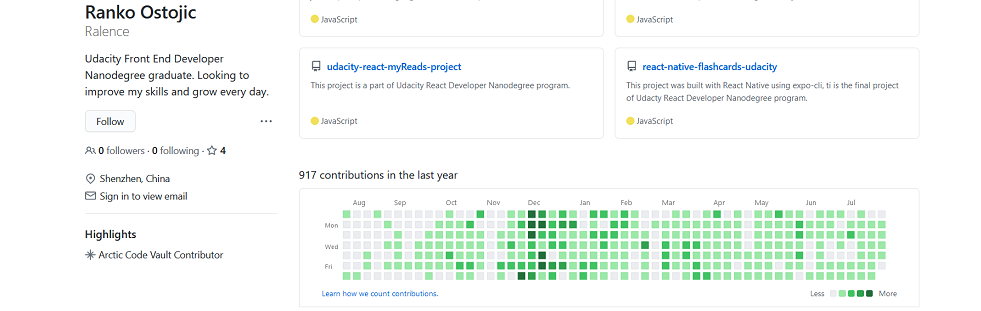 Ranko Ostojic
Ralence
Udacity Front End Developer
Nanodegree graduate. Looking to
improve my skills and grow every day.
Follow
0 followers · 0 following · 4
Shenzhen, China
Sign in to view email
Highlights
Arctic Code Vault Contributor
JavaScript
JavaScript
udacity-react-myReads-project
This project is a part of Udacity React Developer Nanodegree program.
JavaScript
react-native-flashcards-udacity
This project was built with React Native using expo-cli, ti is the final project
of Udacty React Developer Nanodegree program.
JavaScript
917 contributions in the last year
Aug Sep Oct Nov Dec Jan Feb Mar Apr May Jun Jul
Mon
Wed
Fri
Learn how we count contributions.
Less More